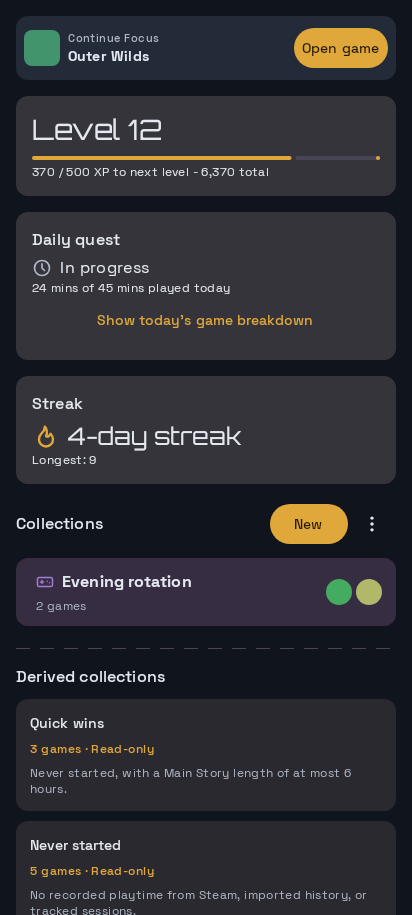 Continue Focus
Outer Wilds
Open game
Level 12
370 / 500 XP to next level - 6,370 total
Daily quest
In progress
24 mins of 45 mins played today
Show today's game breakdown
Streak
4-day streak
Longest: 9
Collections
New
Evening rotation
2 games
Derived collections
Quick wins
3 games · Read-only
Never started, with a Main Story length of at most 6
hours.
Never started
5 games · Read-only
No recorded playtime from Steam, imported history, or
tracked sessions.